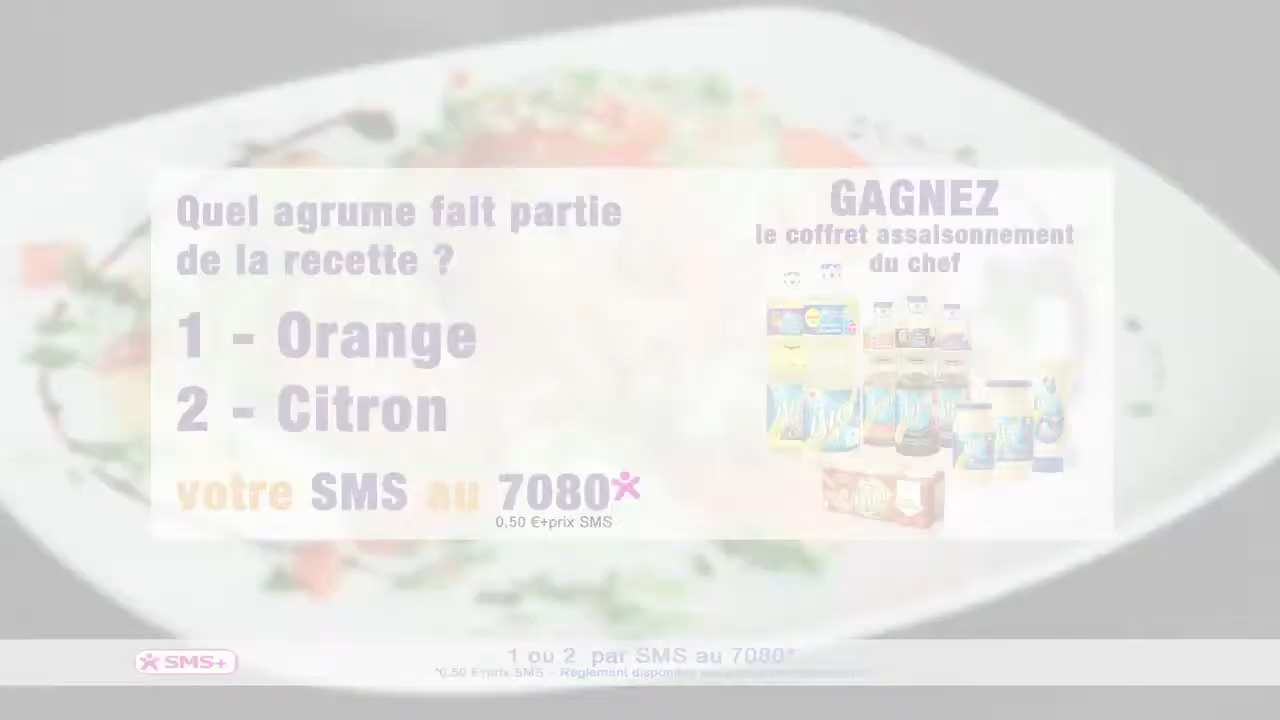 Quel agrume fait partie
de la recette ?
1 - Orange
2 - Citron
votre SMS au 7080*
0,50 €+prix SMS
GAGNEZ
le coffret assaisonnement
du chef
SMS+
1 ou 2 par SMS au 7080*
*0,50 €+prix SMS - Règlement disponible